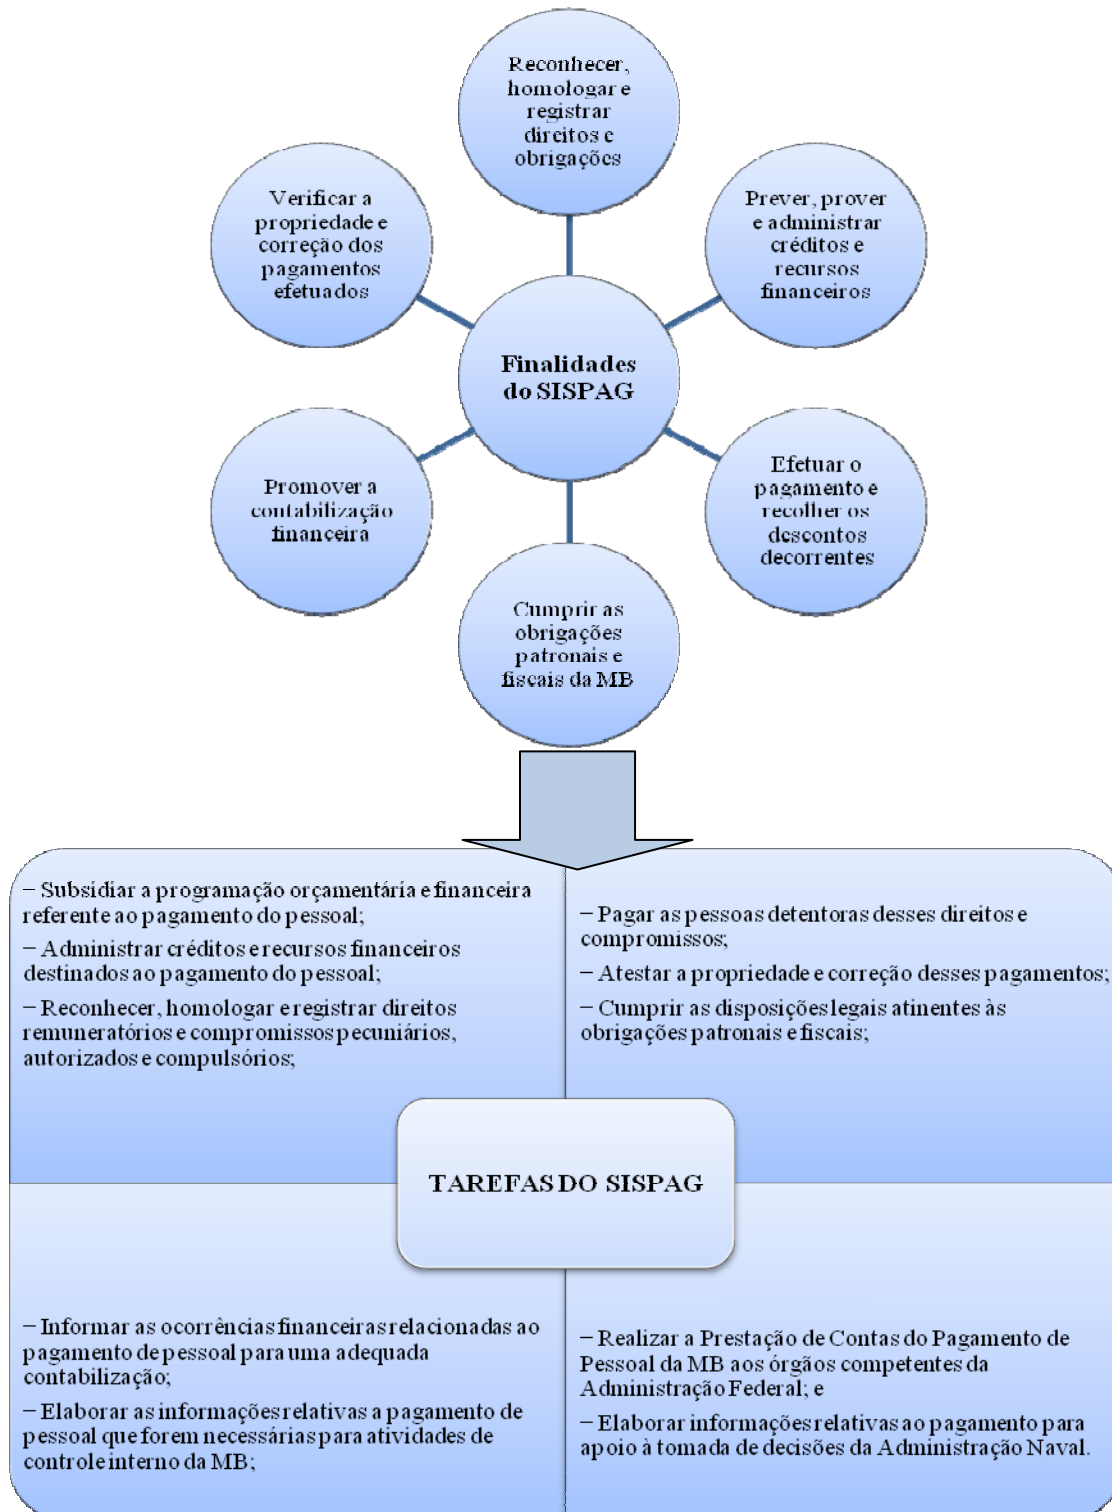 Reconhecer,
homologar e
registrar
direitos e
obrigações
Verificar a
propriedade e
correção dos
pagamentos
efetuados
Prever, prover
e administrar
créditos e
recursos
financeiros
Finalidades
do SISPAG
Promover a
contabilização
financeira
Efetuar o
pagamento e
recolher os
descontos
decorrentes
Cumprir as
obrigações
patronais e
fiscais da MB
– Subsidiar a programação orçamentária e financeira
referente ao pagamento do pessoal;
– Administrar créditos e recursos financeiros
destinados ao pagamento do pessoal;
– Reconhecer, homologar e registrar direitos
remuneratórios e compromissos pecuniários,
autorizados e compulsórios;
– Pagar as pessoas detentoras desses direitos e
compromissos;
– Atestar a propriedade e correção desses pagamentos;
– Cumprir as disposições legais atinentes às
obrigações patronais e fiscais;
TAREFAS DO SISPAG
– Informar as ocorrências financeiras relacionadas ao
pagamento de pessoal para uma adequada
contabilização;
– Elaborar as informações relativas a pagamento de
pessoal que forem necessárias para atividades de
controle interno da MB;
– Realizar a Prestação de Contas do Pagamento de
Pessoal da MB aos órgãos competentes da
Administração Federal; e
– Elaborar informações relativas ao pagamento para
apoio à tomada de decisões da Administração Naval.